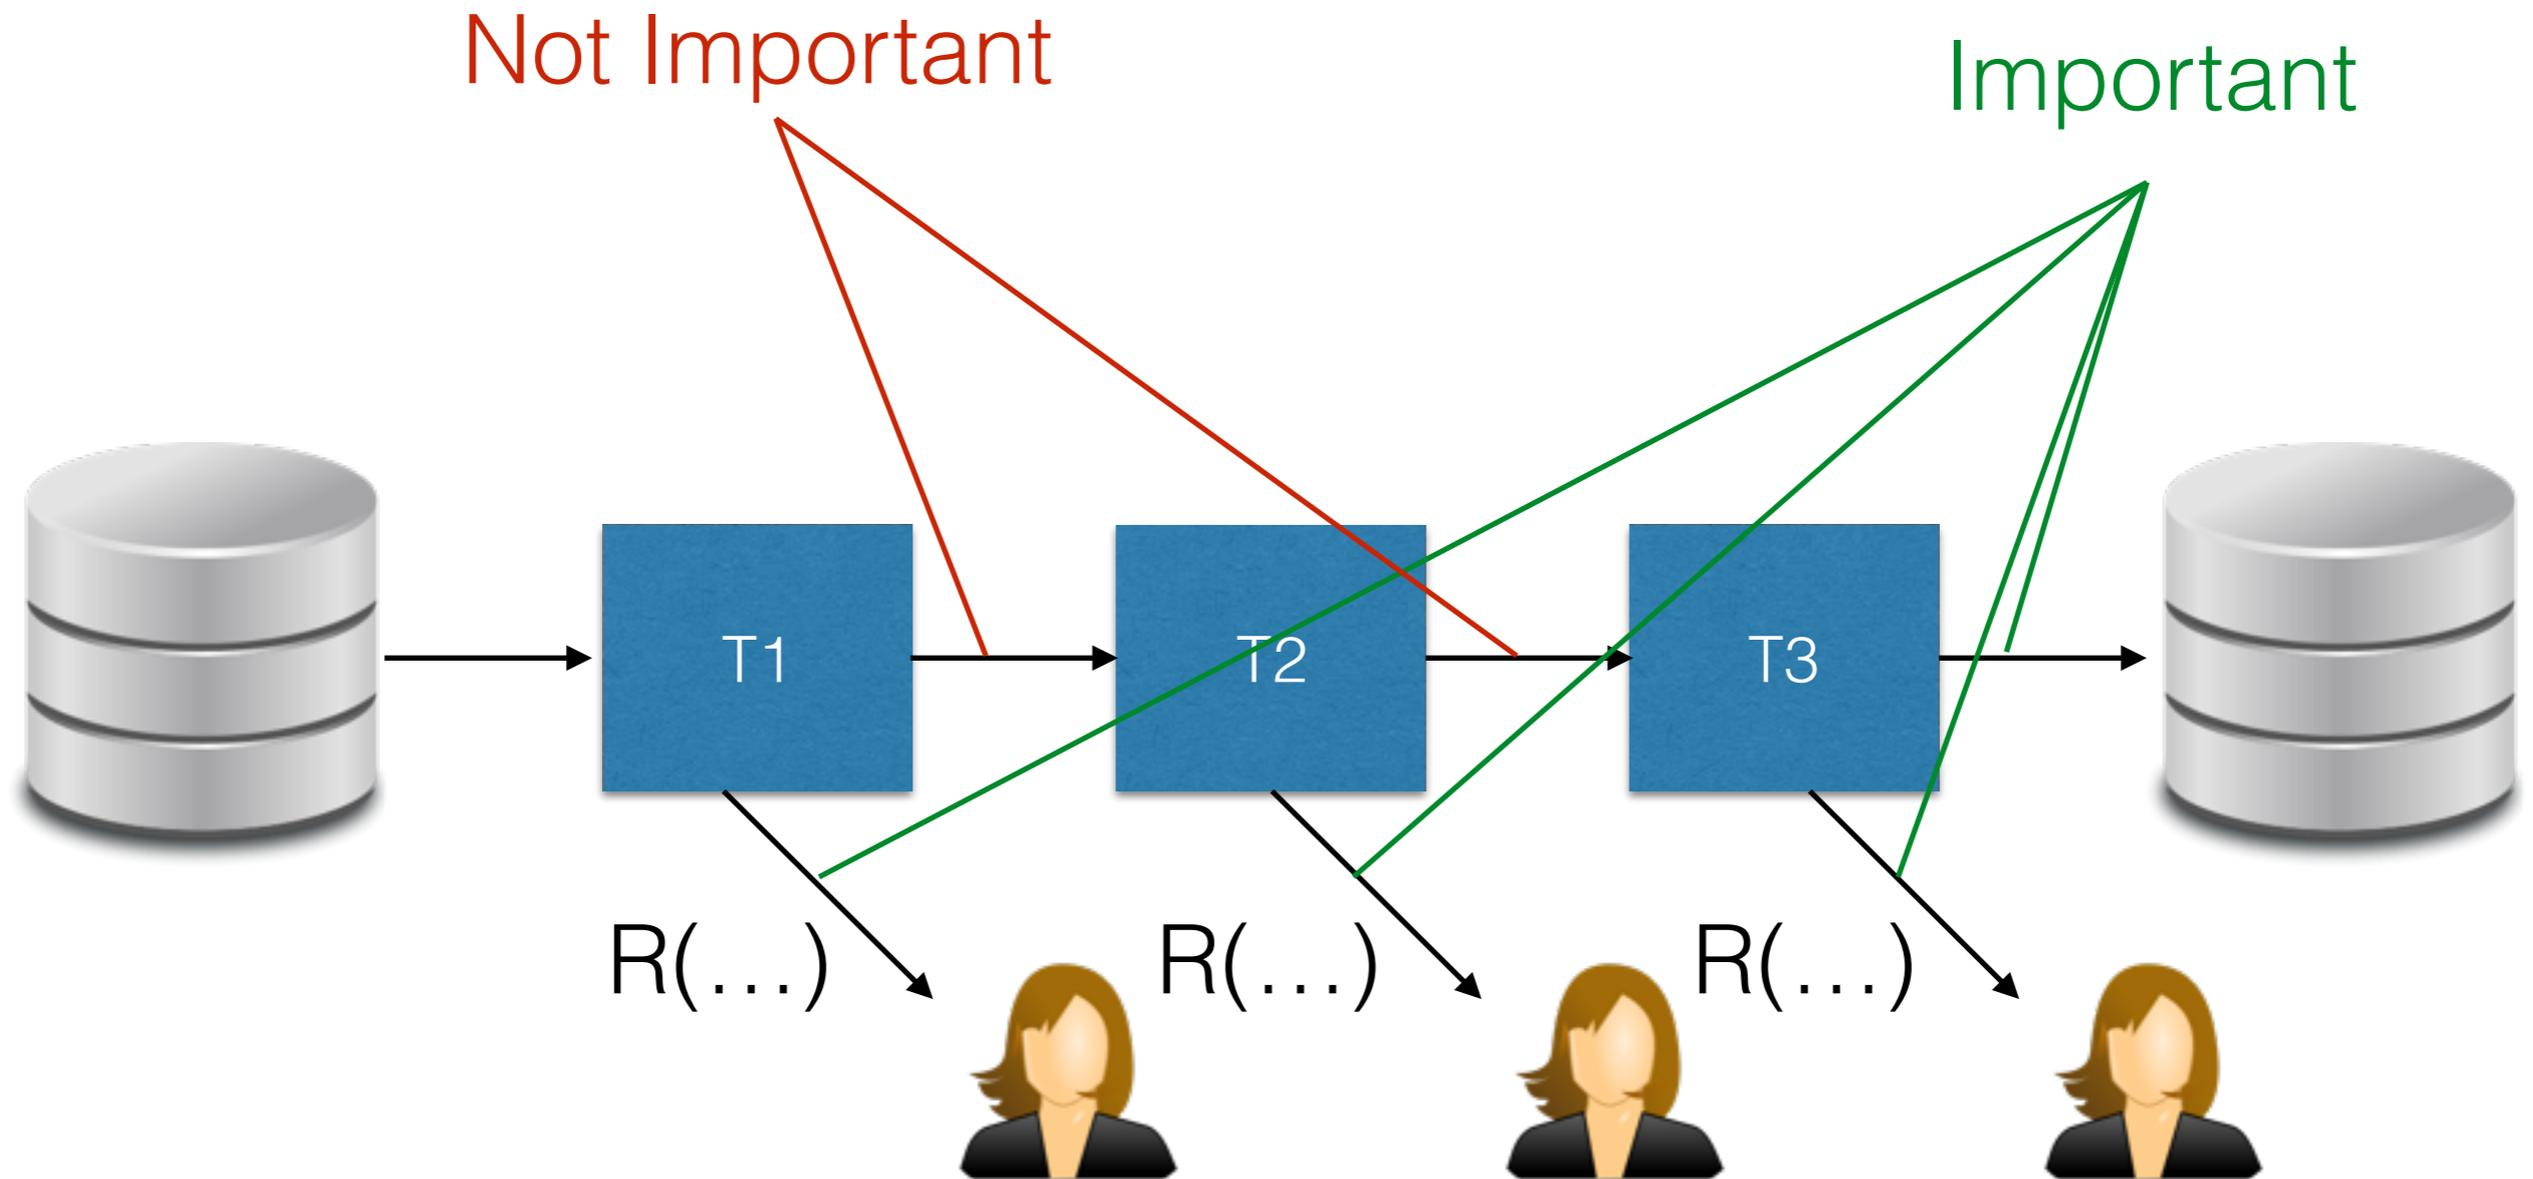 Not Important
Important
T1
T2
T3
R(…)
R(…)
R(…)